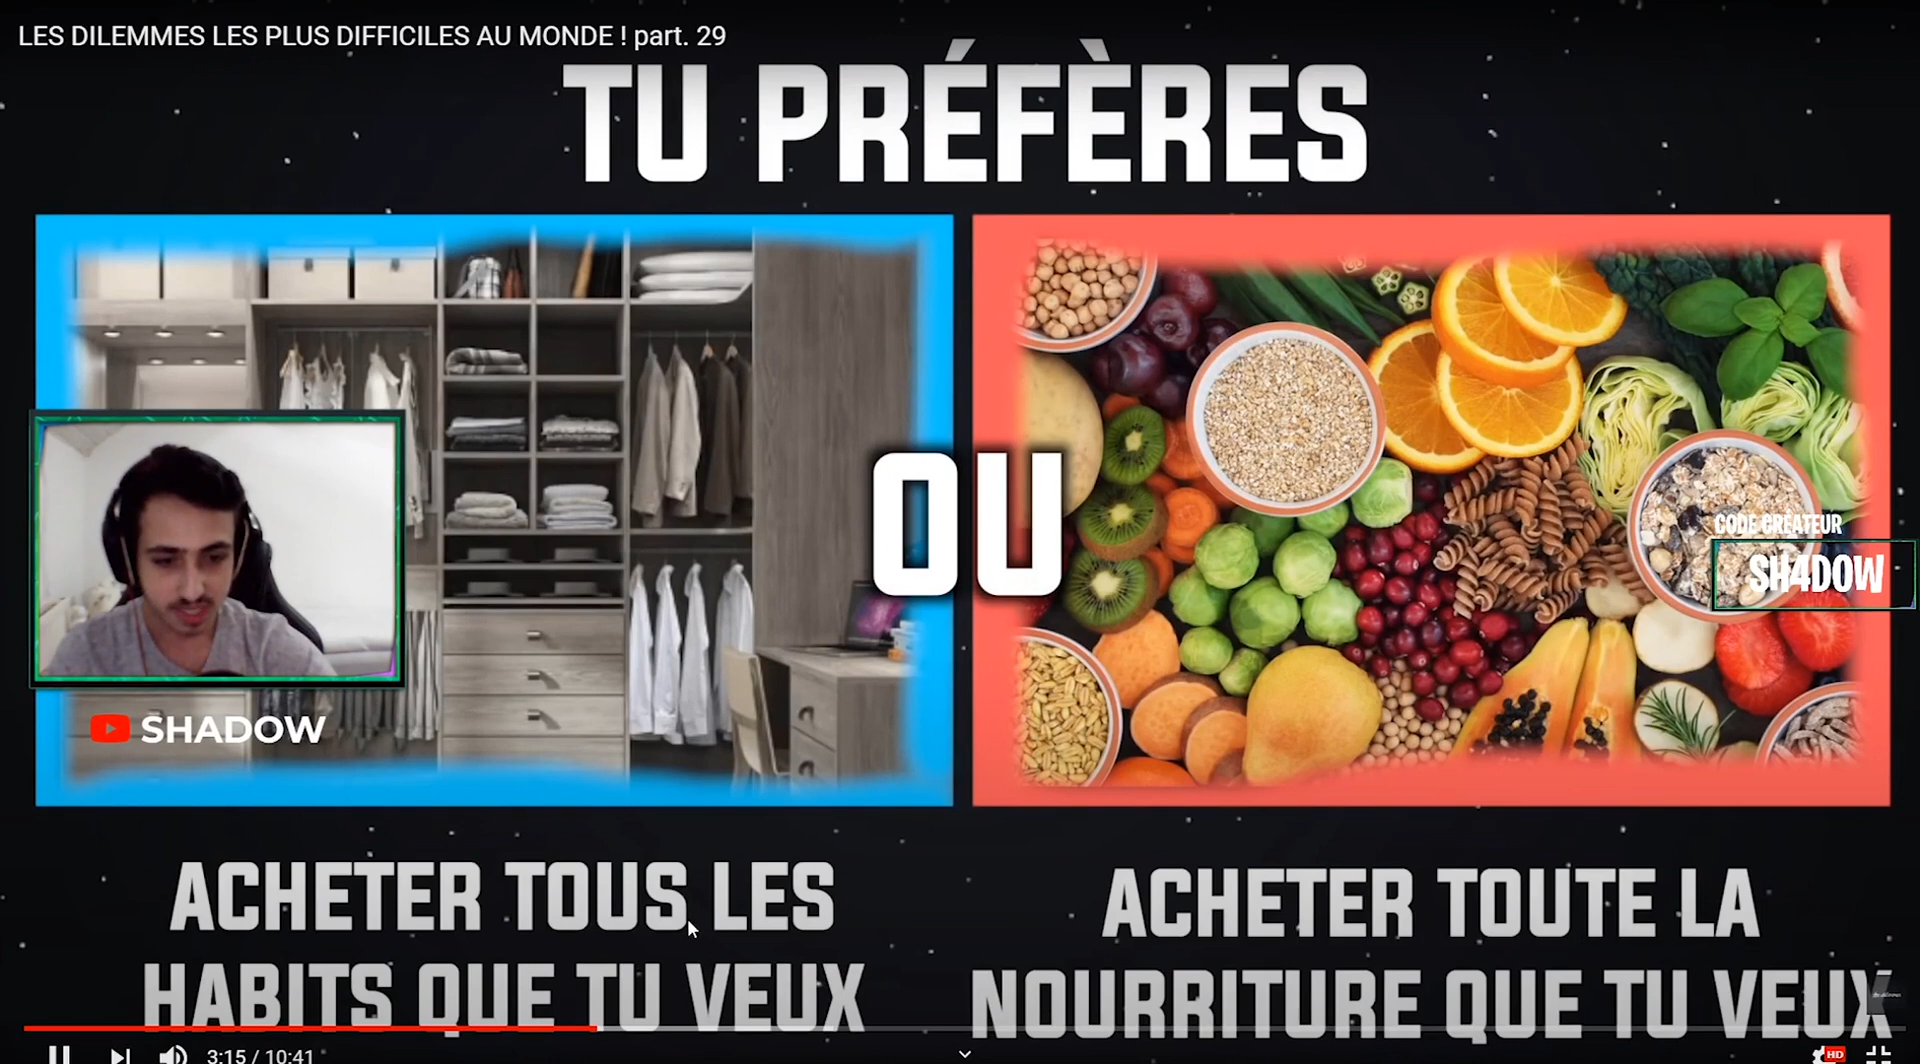 LES DILEMMES LES PLUS DIFFICILES AU MONDE ! part. 29
TU PRÉFÈRES
OU
CODE CRÉATEUR
SH4DOW
SHADOW
ACHETER TOUS LES
HABITS QUE TU VEUX
ACHETER TOUTE LA
NOURRITURE QUE TU VEUX
3:15 / 10:41
HD